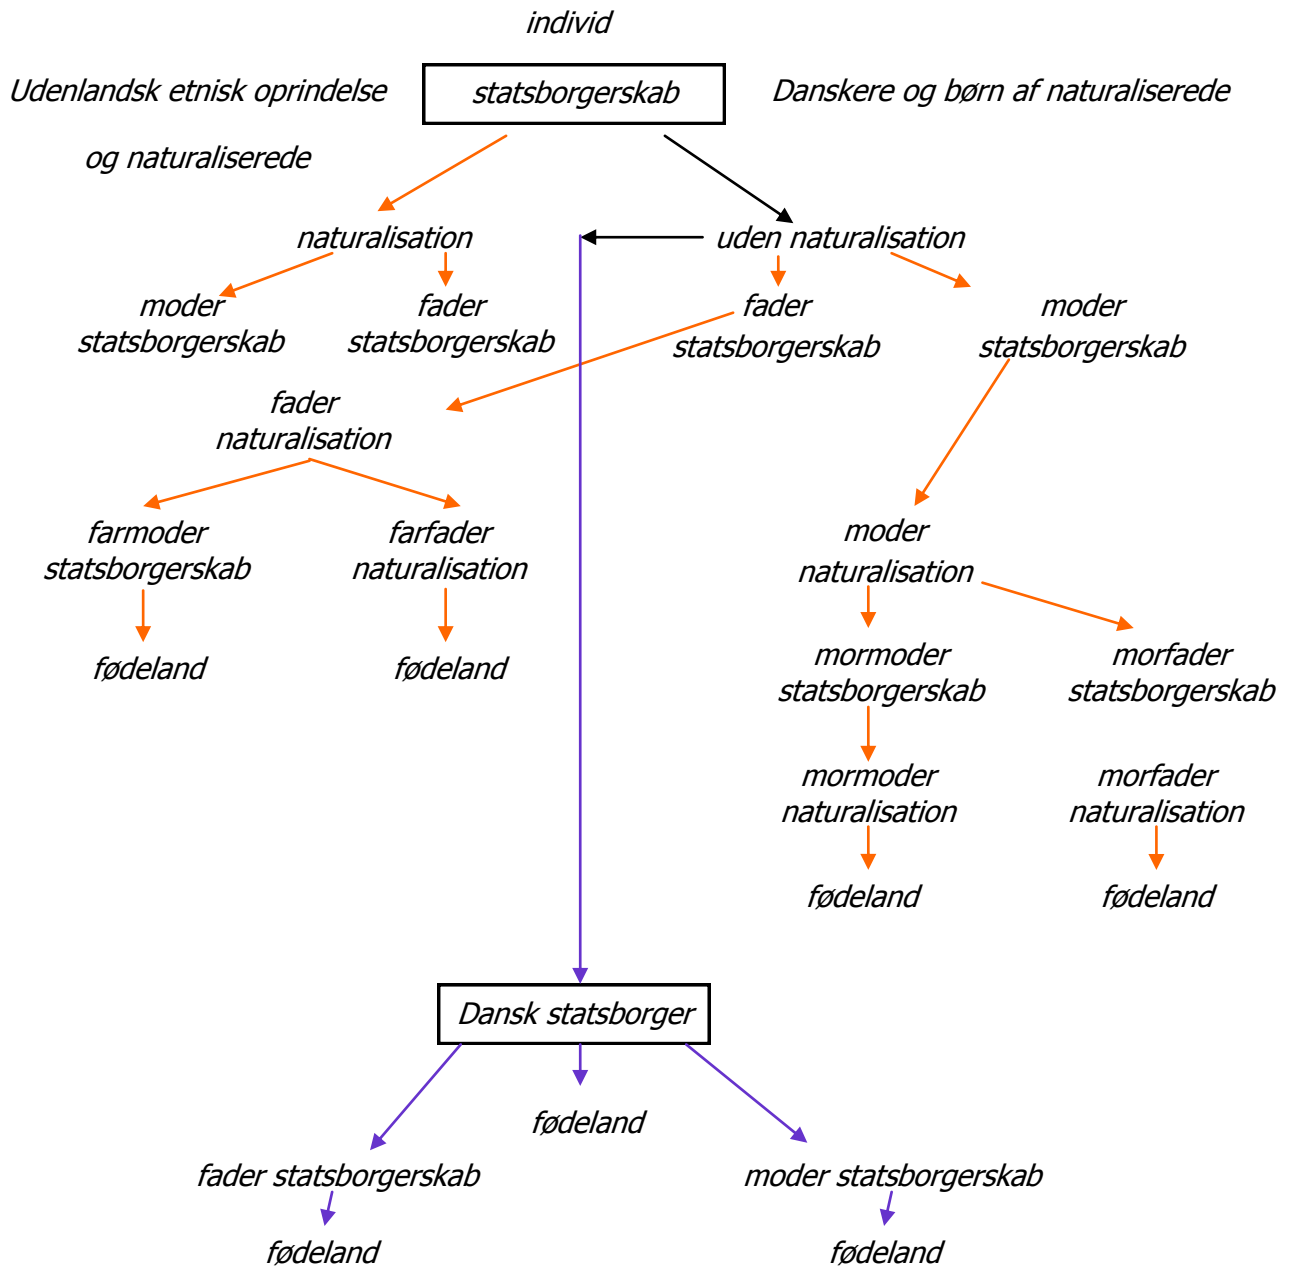 individ
Udenlandsk etnisk oprindelse
statsborgerskab
Danskere og børn af naturaliserede
og naturaliserede
naturalisation
uden naturalisation
moder
statsborgerskab
fader
statsborgerskab
fader
statsborgerskab
moder
statsborgerskab
fader
naturalisation
farmoder
statsborgerskab
farfader
naturalisation
moder
naturalisation
fødeland
fødeland
mormoder
statsborgerskab
morfader
statsborgerskab
mormoder
naturalisation
morfader
naturalisation
fødeland
fødeland
Dansk statsborger
fødeland
fader statsborgerskab
moder statsborgerskab
fødeland
fødeland